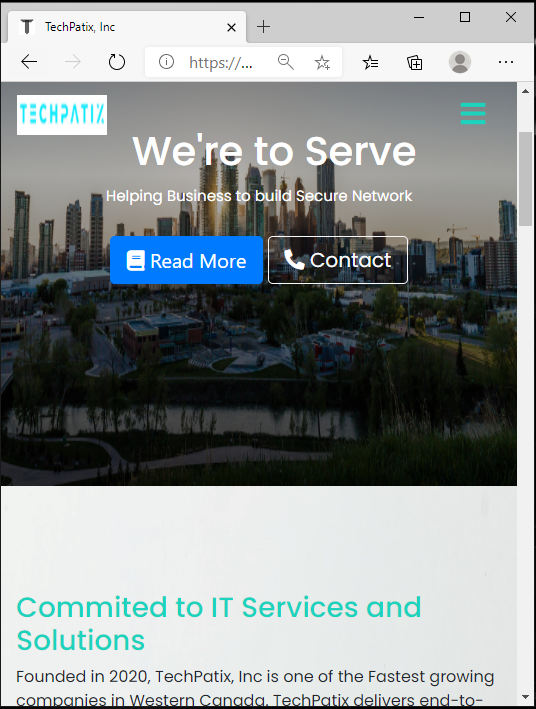 TechPatix, Inc
https://...
TECHPATIX
We're to Serve
Helping Business to build Secure Network
Read More
Contact
Commited to IT Services and
Solutions
Founded in 2020, TechPatix, Inc is one of the Fastest growing
companies in Western Canada. TechPatix delivers end-to-